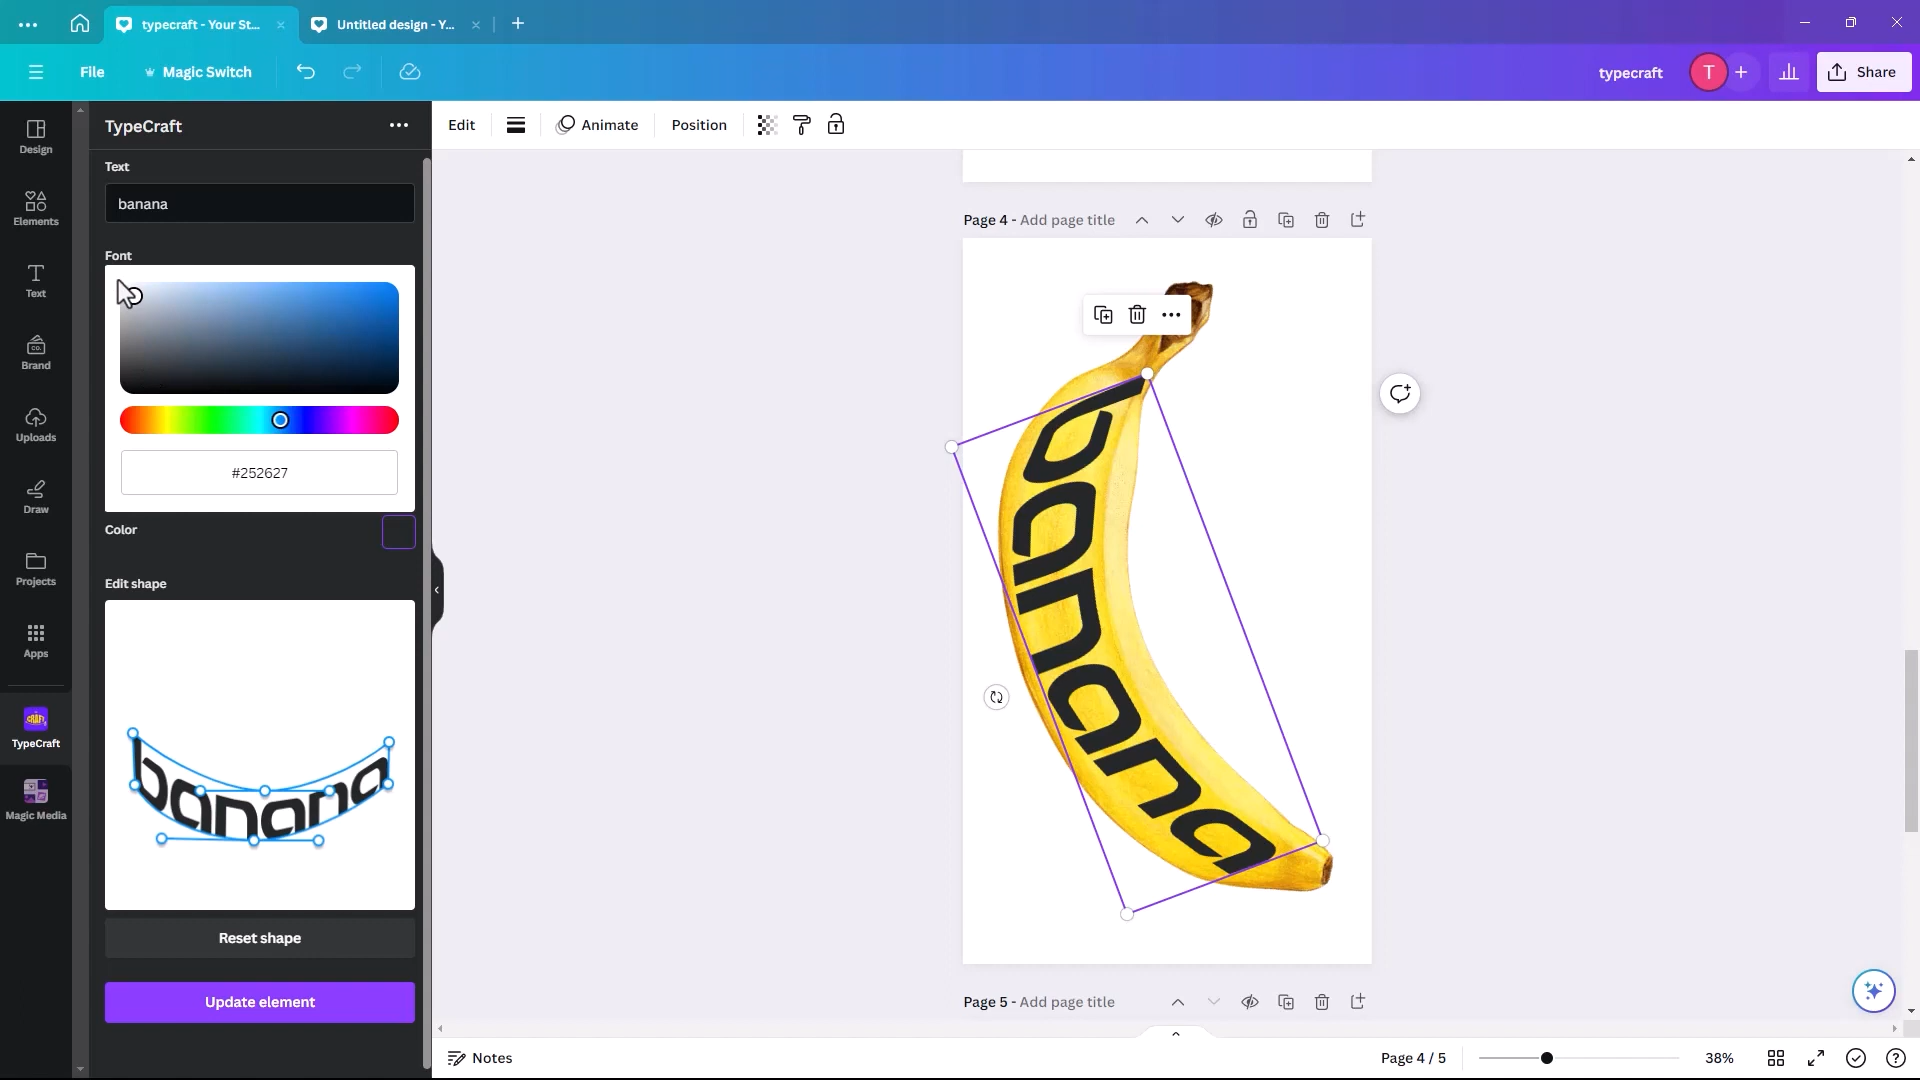 typecraft - Your St...
Untitled design - Y...
File
Magic Switch
typecraft
T
Share
Design
Elements
Text
Brand
Uploads
Draw
Projects
Apps
CRAFT
TypeCraft
Magic Media
TypeCraft
Text
banana
Font
#252627
Color
Edit shape
banana
Reset shape
Update element
Edit
Animate
Position
Page 4 - Add page title
banana
Page 5 - Add page title
Notes
Page 4 / 5
38%